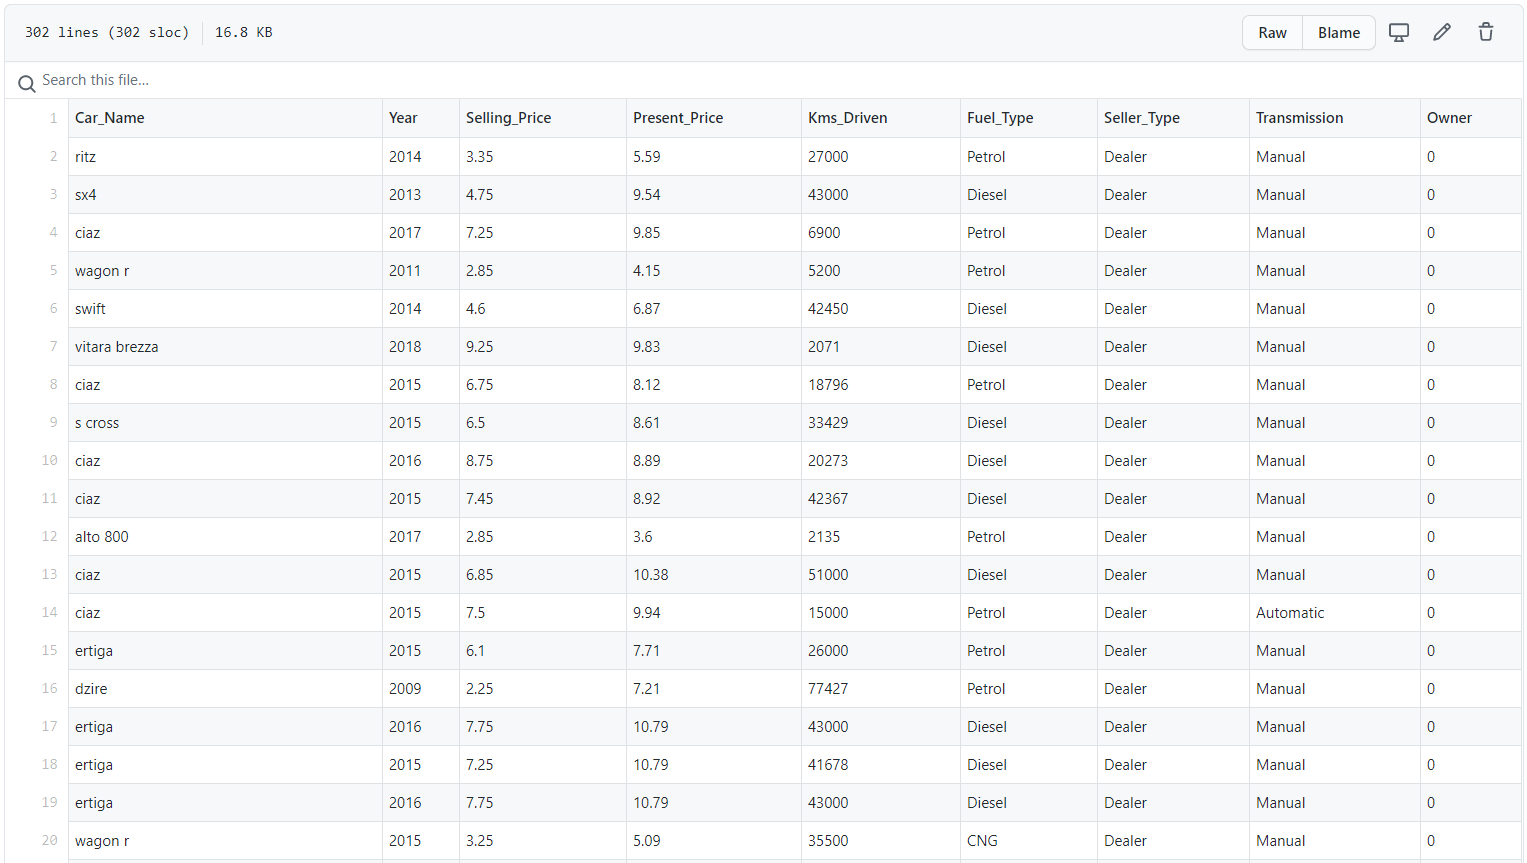 302 lines (302 sloc) 16.8 KB Raw Blame
Search this file...
1 Car_Name Year Selling_Price Present_Price Kms_Driven Fuel_Type Seller_Type Transmission Owner
2 ritz 2014 3.35 5.59 27000 Petrol Dealer Manual 0
3 sx4 2013 4.75 9.54 43000 Diesel Dealer Manual 0
4 ciaz 2017 7.25 9.85 6900 Petrol Dealer Manual 0
5 wagon r 2011 2.85 4.15 5200 Petrol Dealer Manual 0
6 swift 2014 4.6 6.87 42450 Diesel Dealer Manual 0
7 vitara brezza 2018 9.25 9.83 2071 Diesel Dealer Manual 0
8 ciaz 2015 6.75 8.12 18796 Petrol Dealer Manual 0
9 s cross 2015 6.5 8.61 33429 Diesel Dealer Manual 0
10 ciaz 2016 8.75 8.89 20273 Diesel Dealer Manual 0
11 ciaz 2015 7.45 8.92 42367 Diesel Dealer Manual 0
12 alto 800 2017 2.85 3.6 2135 Petrol Dealer Manual 0
13 ciaz 2015 6.85 10.38 51000 Diesel Dealer Manual 0
14 ciaz 2015 7.5 9.94 15000 Petrol Dealer Automatic 0
15 ertiga 2015 6.1 7.71 26000 Petrol Dealer Manual 0
16 dzire 2009 2.25 7.21 77427 Petrol Dealer Manual 0
17 ertiga 2016 7.75 10.79 43000 Diesel Dealer Manual 0
18 ertiga 2015 7.25 10.79 41678 Diesel Dealer Manual 0
19 ertiga 2016 7.75 10.79 43000 Diesel Dealer Manual 0
20 wagon r 2015 3.25 5.09 35500 CNG Dealer Manual 0